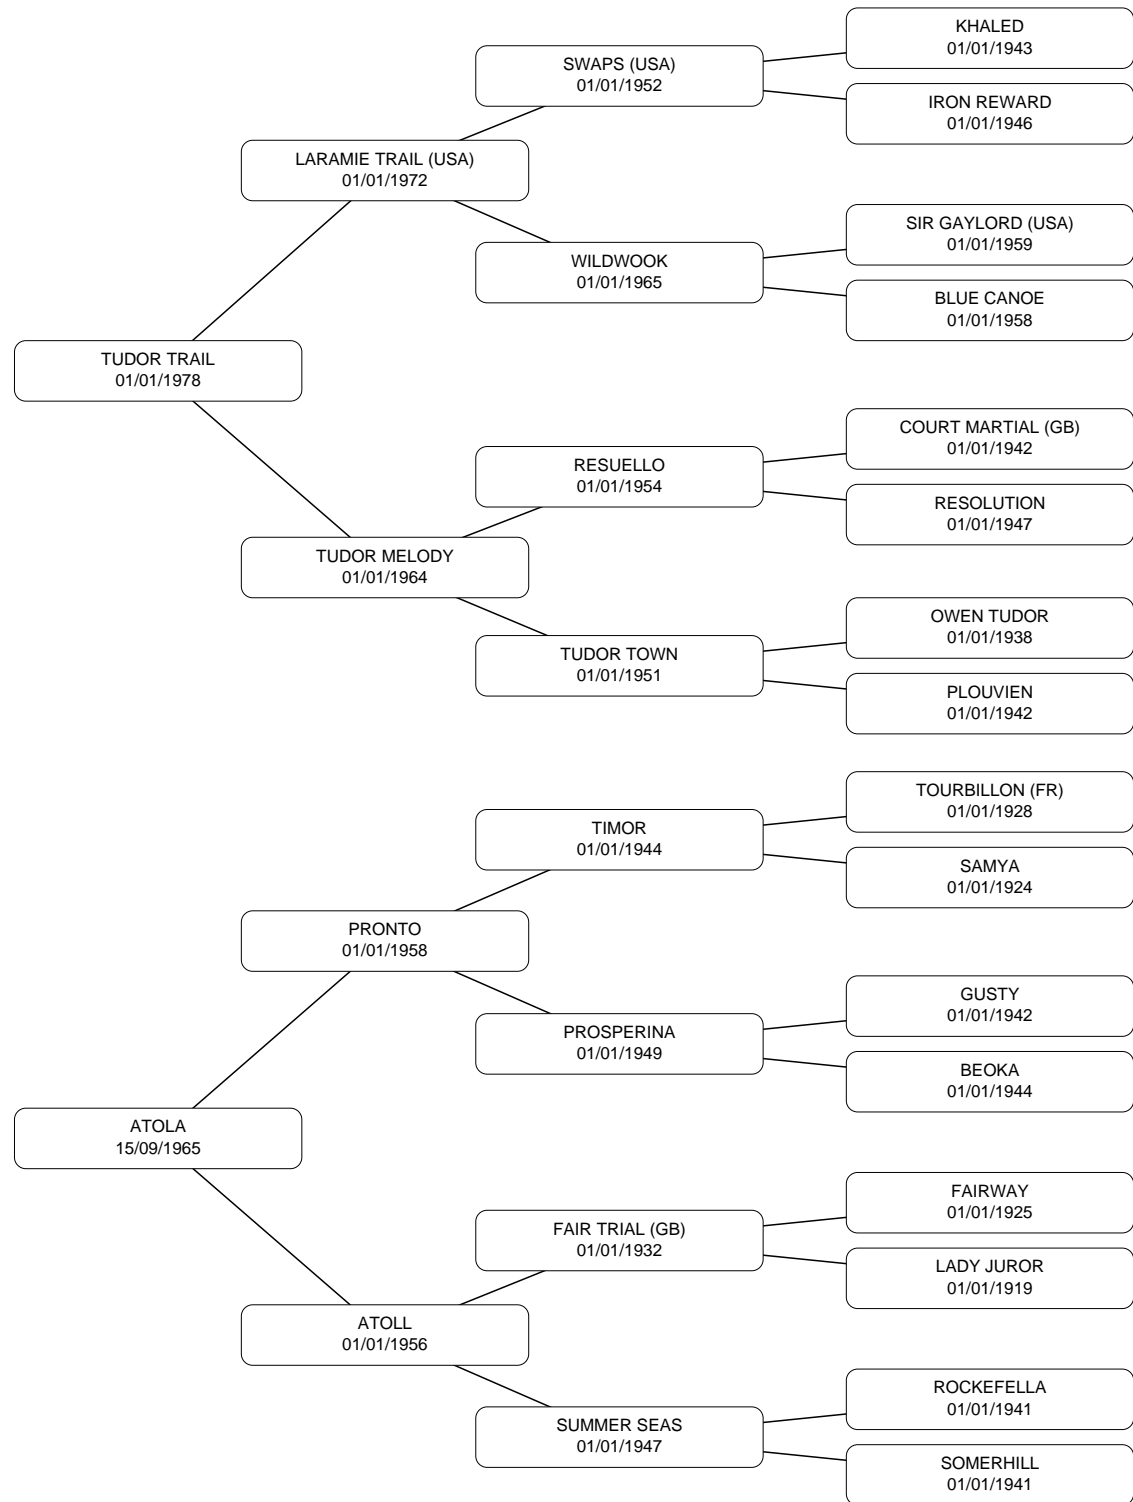 KHALED
01/01/1943
SWAPS (USA)
01/01/1952
IRON REWARD
01/01/1946
LARAMIE TRAIL (USA)
01/01/1972
SIR GAYLORD (USA)
01/01/1959
WILDWOOK
01/01/1965
BLUE CANOE
01/01/1958
TUDOR TRAIL
01/01/1978
COURT MARTIAL (GB)
01/01/1942
RESUELLO
01/01/1954
RESOLUTION
01/01/1947
TUDOR MELODY
01/01/1964
OWEN TUDOR
01/01/1938
TUDOR TOWN
01/01/1951
PLOUVIEN
01/01/1942
TOURBILLON (FR)
01/01/1928
TIMOR
01/01/1944
SAMYA
01/01/1924
PRONTO
01/01/1958
GUSTY
01/01/1942
PROSPERINA
01/01/1949
BEOKA
01/01/1944
ATOLA
15/09/1965
FAIRWAY
01/01/1925
FAIR TRIAL (GB)
01/01/1932
LADY JUROR
01/01/1919
ATOLL
01/01/1956
ROCKEFELLA
01/01/1941
SUMMER SEAS
01/01/1947
SOMERHILL
01/01/1941